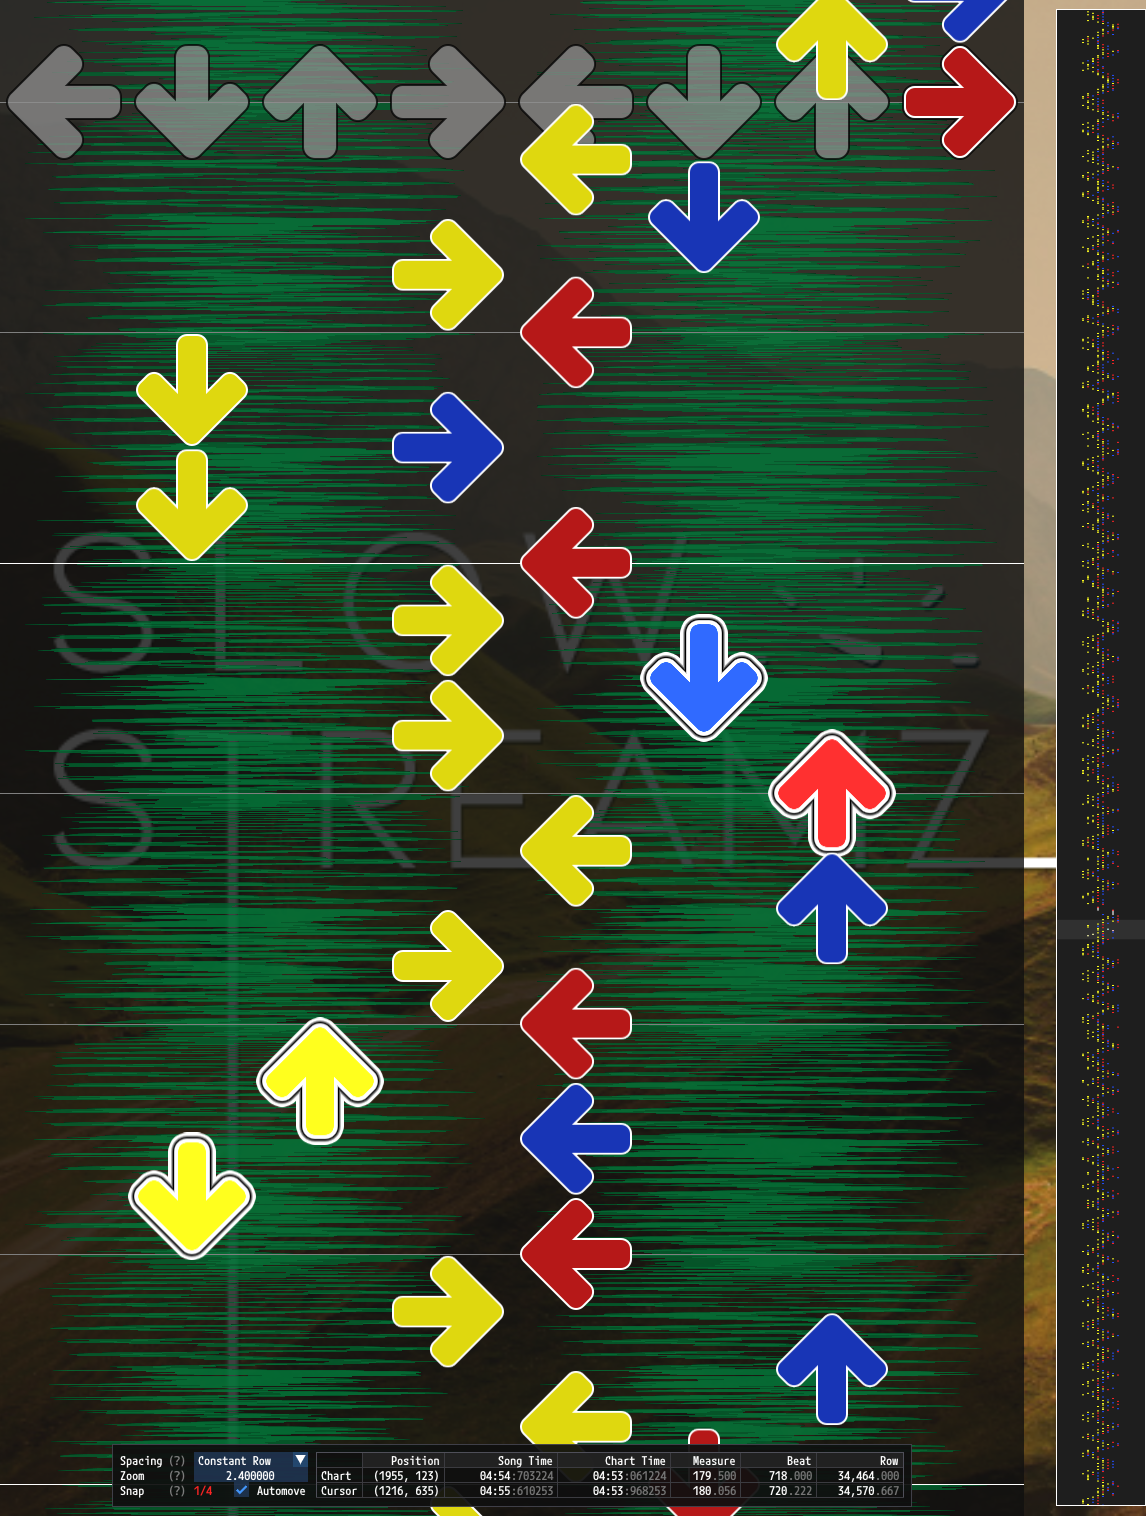 SLOW
STREAMZ
Spacing (?) Constant Row
Zoom (?) 2.400000
Snap (?) 1/4 Automove
Position Song Time Chart Time Measure Beat Row
Chart (1955, 123) 04:54:703224 04:53:061224 179.500 718.000 34,464.000
Cursor (1216, 635) 04:55:610253 04:53:968253 180.056 720.222 34,570.667